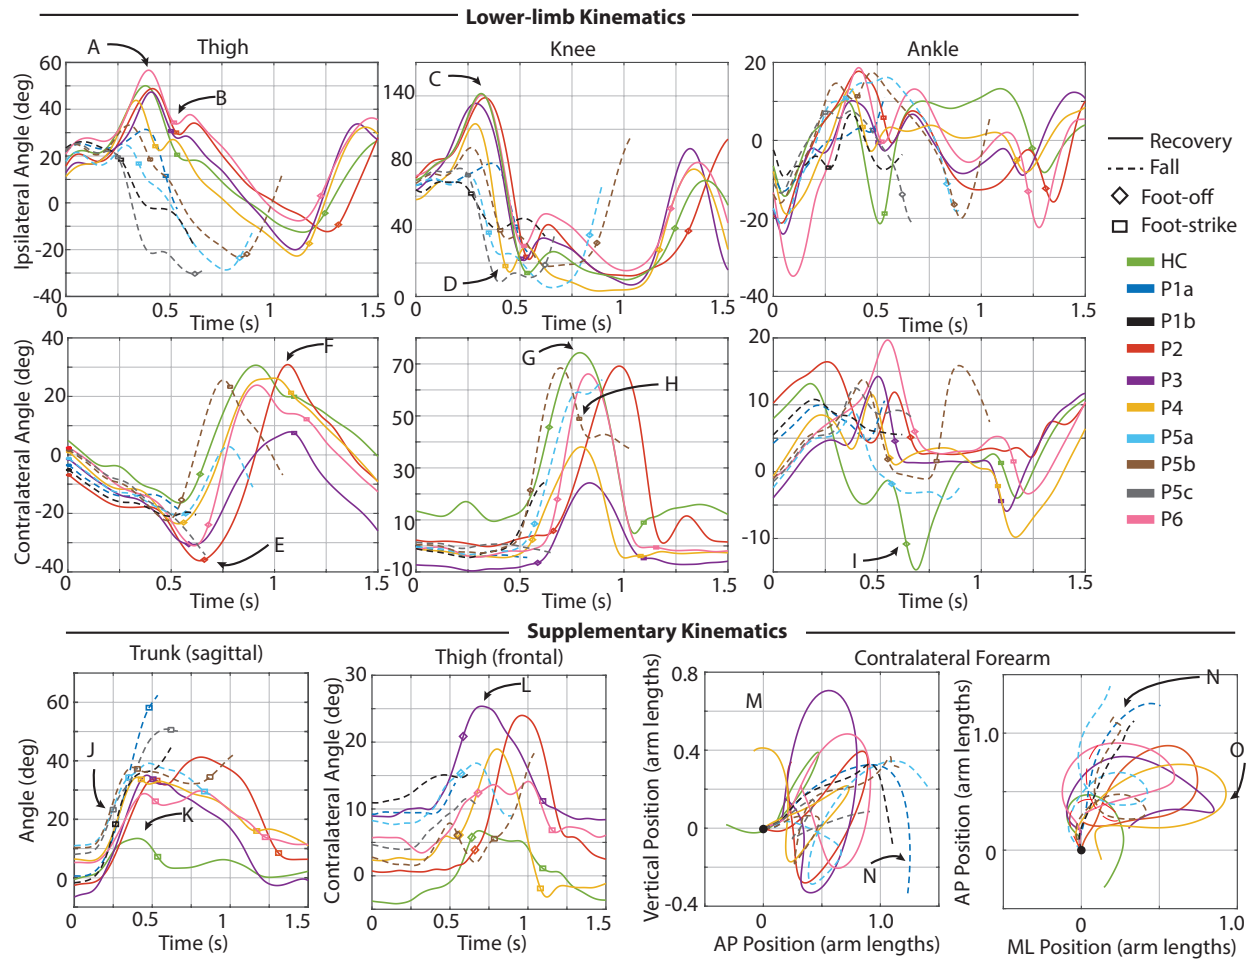 Lower-limb Kinematics
Thigh
Knee
Ankle
A
B
C
D
Ipsilateral Angle (deg)
60
40
20
0
-20
-40
0
0.5
1
1.5
Time (s)
140
80
40
0
0
0.5
1
1.5
Time (s)
20
10
0
-10
-20
-40
0
0.5
1
1.5
Time (s)
Recovery
Fall
Foot-off
Foot-strike
HC
P1a
P1b
P2
P3
P4
P5a
P5b
P5c
P6
Contralateral Angle (deg)
40
20
0
-20
-40
0
0.5
1
1.5
Time (s)
E
F
70
50
30
10
-10
0
0.5
1
1.5
Time (s)
G
H
20
10
0
-10
0
0.5
1
1.5
Time (s)
I
Supplementary Kinematics
Trunk (sagittal)
Thigh (frontal)
Contralateral Forearm
Angle (deg)
60
40
20
0
0
0.5
1
1.5
Time (s)
J
K
Contralateral Angle (deg)
30
20
10
0
0
0.5
1
1.5
Time (s)
L
Vertical Position (arm lengths)
0.8
0.4
0
-0.4
0
1.0
AP Position (arm lengths)
M
N
AP Position (arm lengths)
1.0
0
0
1.0
ML Position (arm lengths)
N
O